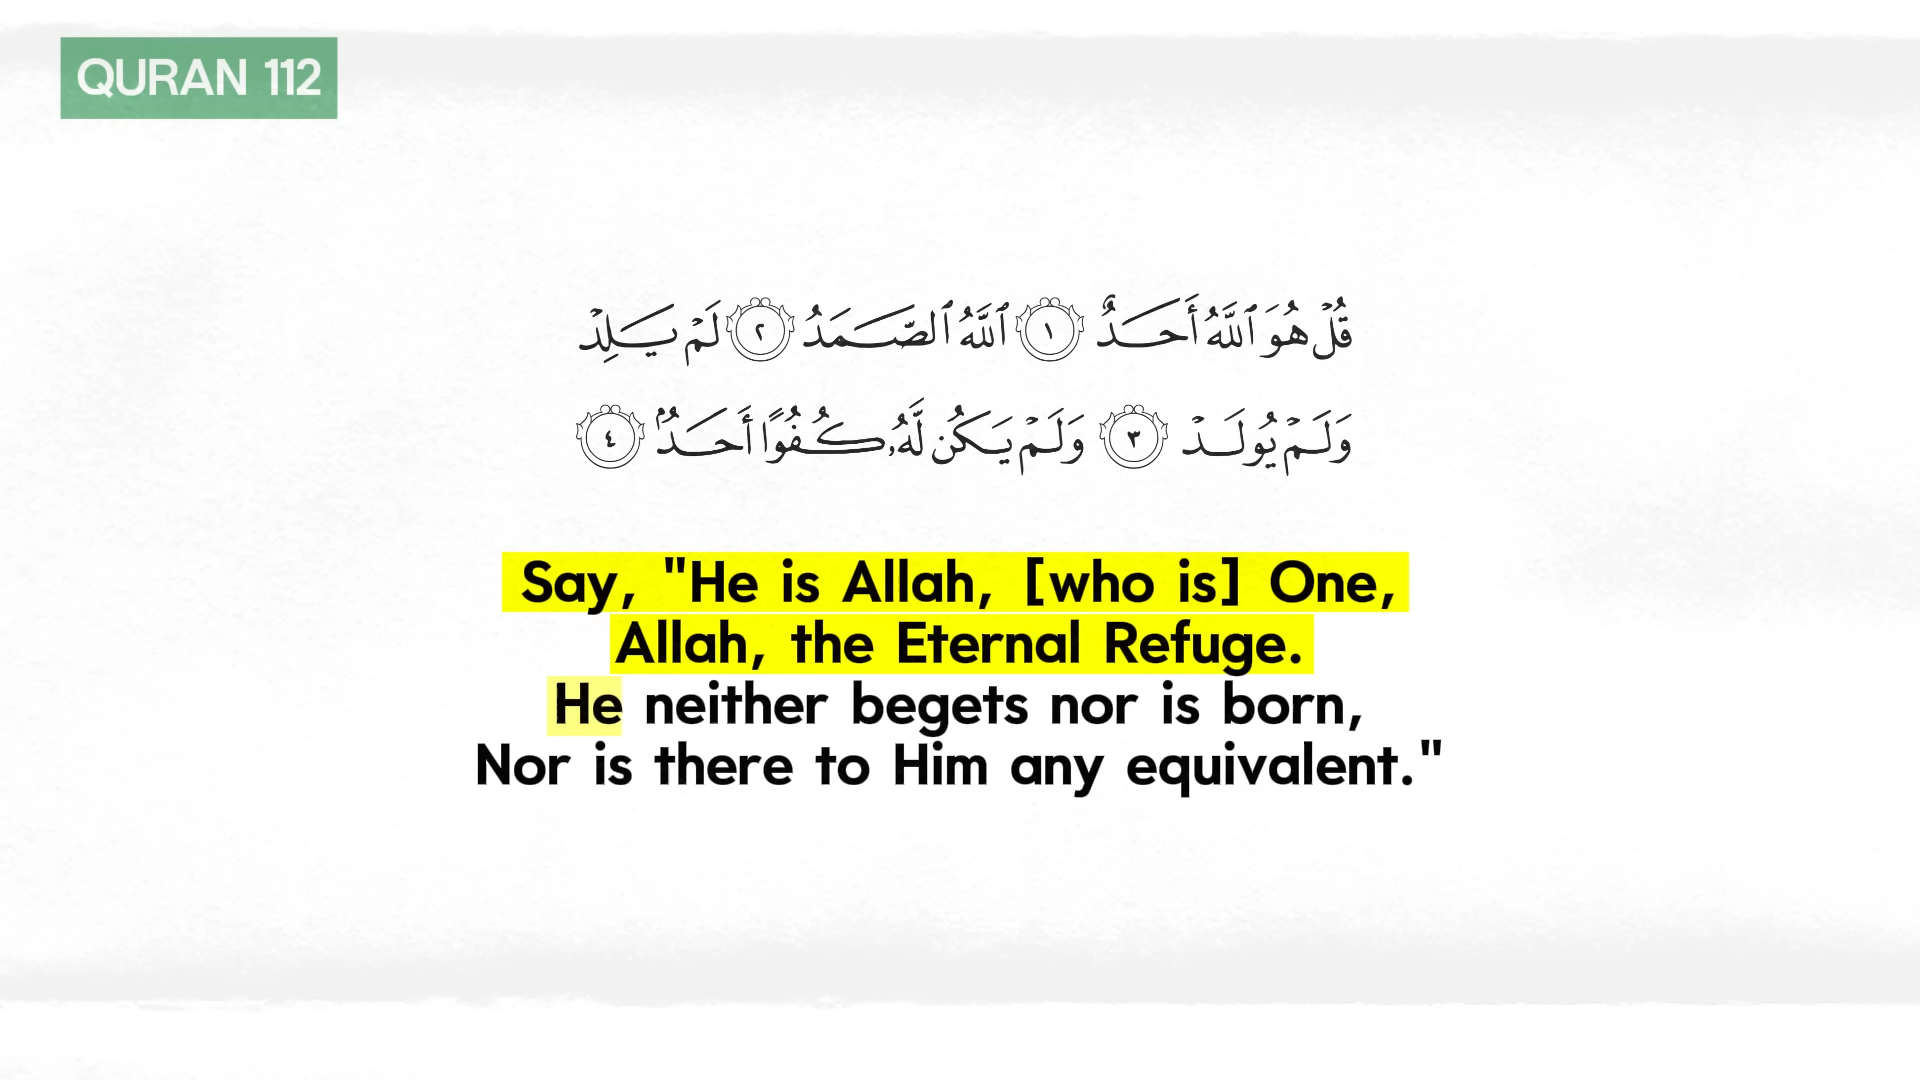 QURAN 112
قُلْ هُوَ ٱللَّهُ أَحَدٌ ١ ٱللَّهُ ٱلصَّمَدُ ٢ لَمْ يَلِدْ
وَلَمْ يُولَدْ ٣ وَلَمْ يَكُن لَّهُۥ كُفُوًا أَحَدٌۢ ٤
Say, "He is Allah, [who is] One,
Allah, the Eternal Refuge.
He neither begets nor is born,
Nor is there to Him any equivalent."